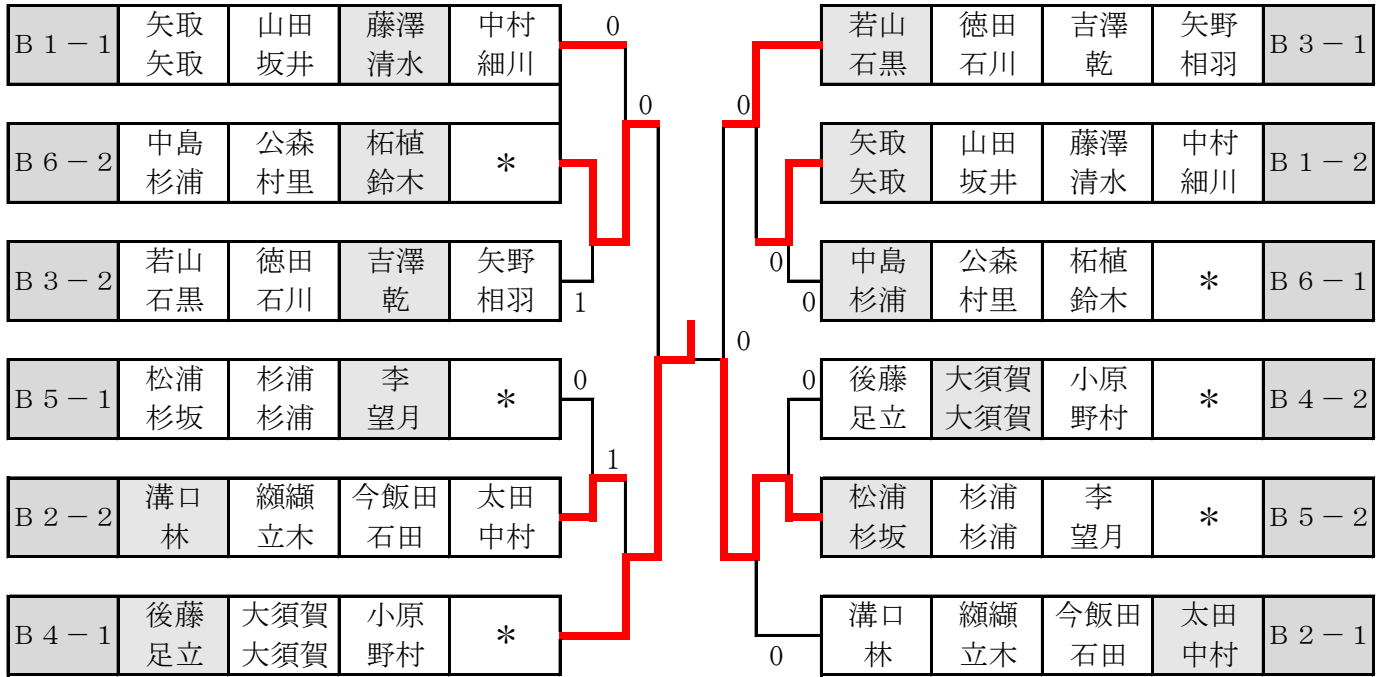 B1-1 矢取 山田 藤澤 中村
矢取 坂井 清水 細川
0
B6-2 中島 公森 柘植 *
杉浦 村里 鈴木
0
B3-2 若山 徳田 吉澤 矢野
石黒 石川 乾 相羽
1
B5-1 松浦 杉浦 李 *
杉坂 杉浦 望月
0
1
B2-2 溝口 纐纈 今飯田 太田
林 立木 石田 中村
B4-1 後藤 大須賀 小原 *
足立 大須賀 野村
0
若山 徳田 吉澤 矢野 B3-1
石黒 石川 乾 相羽
0
矢取 山田 藤澤 中村 B1-2
矢取 坂井 清水 細川
0
中島 公森 柘植 * B6-1
杉浦 村里 鈴木
0
0
後藤 大須賀 小原 * B4-2
足立 大須賀 野村
松浦 杉浦 李 * B5-2
杉坂 杉浦 望月
溝口 纐纈 今飯田 太田 B2-1
林 立木 石田 中村
0